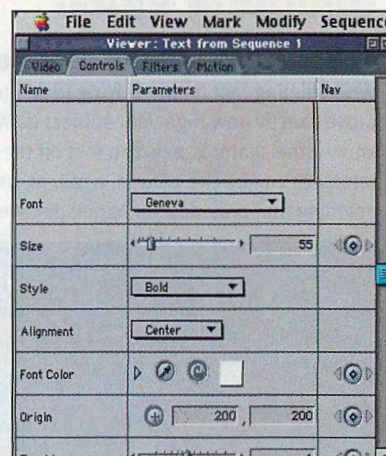 File Edit View Mark Modify Sequenc
Viewer: Text from Sequence 1
Video Controls Filters Motion
Name Parameters Nav
Font Geneva
Size 55
Style Bold
Alignment Center
Font Color
Origin 200 , 200